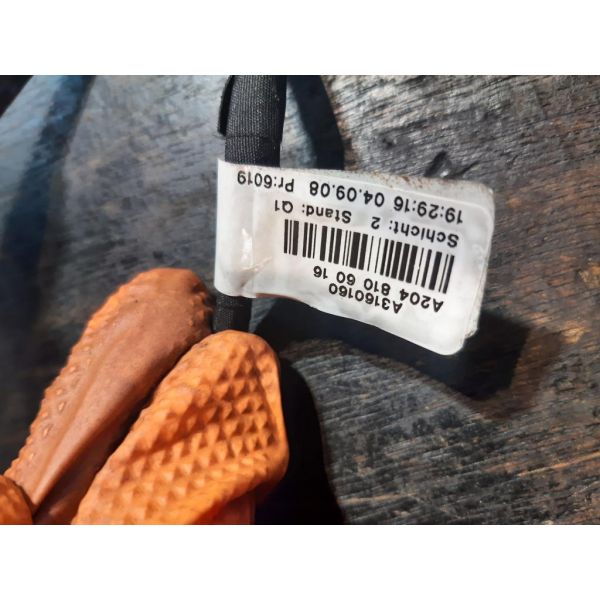 A204 810 60 16
A3160160
Schicht: 2 Stand: Q1
19:29:16 04.09.08 Pr:6019